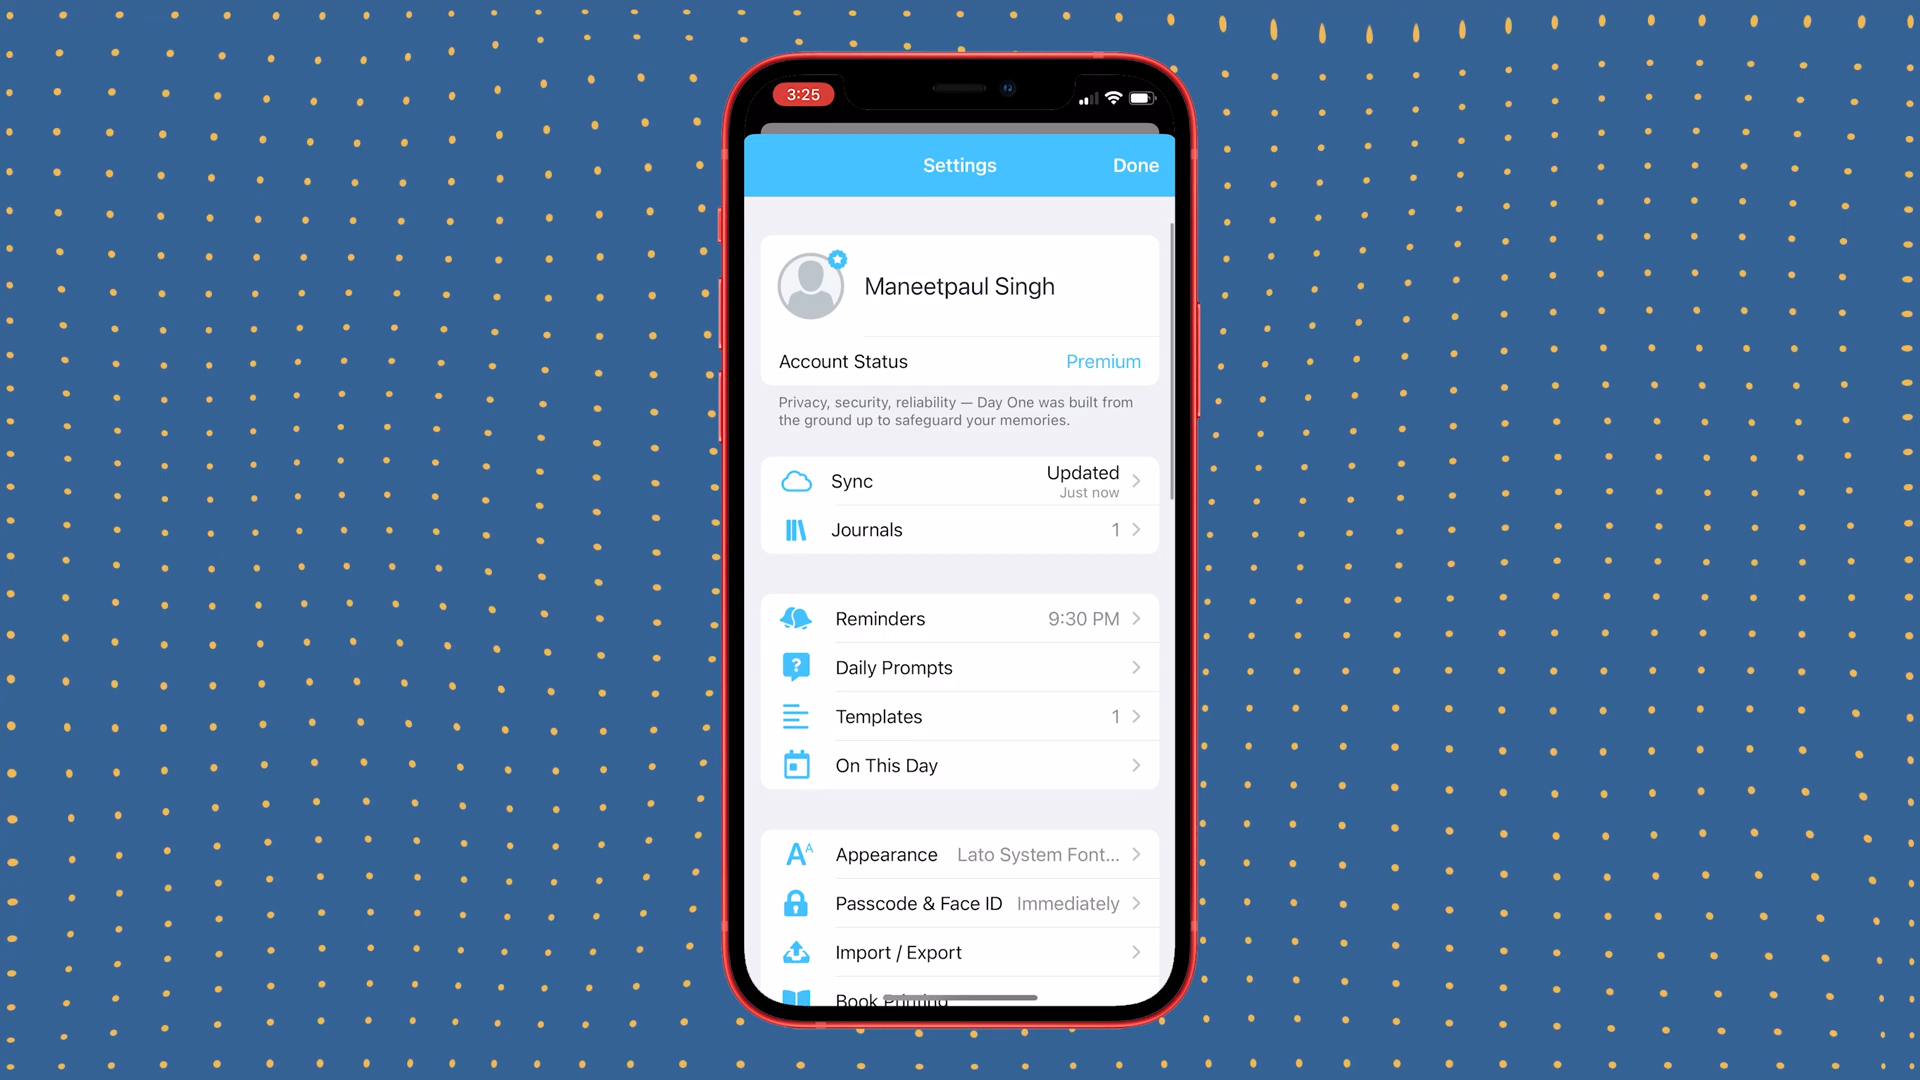 3:25
Settings
Done
Maneetpaul Singh
Account Status
Premium
Privacy, security, reliability — Day One was built from
the ground up to safeguard your memories.
Sync
Updated
Just now
Journals
1
Reminders
9:30 PM
Daily Prompts
Templates
1
On This Day
Appearance
Lato System Font...
Passcode & Face ID
Immediately
Import / Export
Book Printing